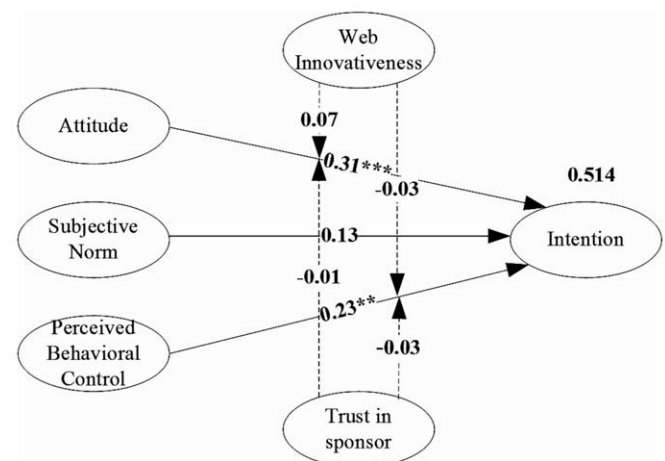 Web
Innovativeness
Attitude
0.07
0.31***
-0.03
0.514
Subjective
Norm
0.13
Intention
-0.01
0.23**
Perceived
Behavioral
Control
-0.03
Trust in
sponsor